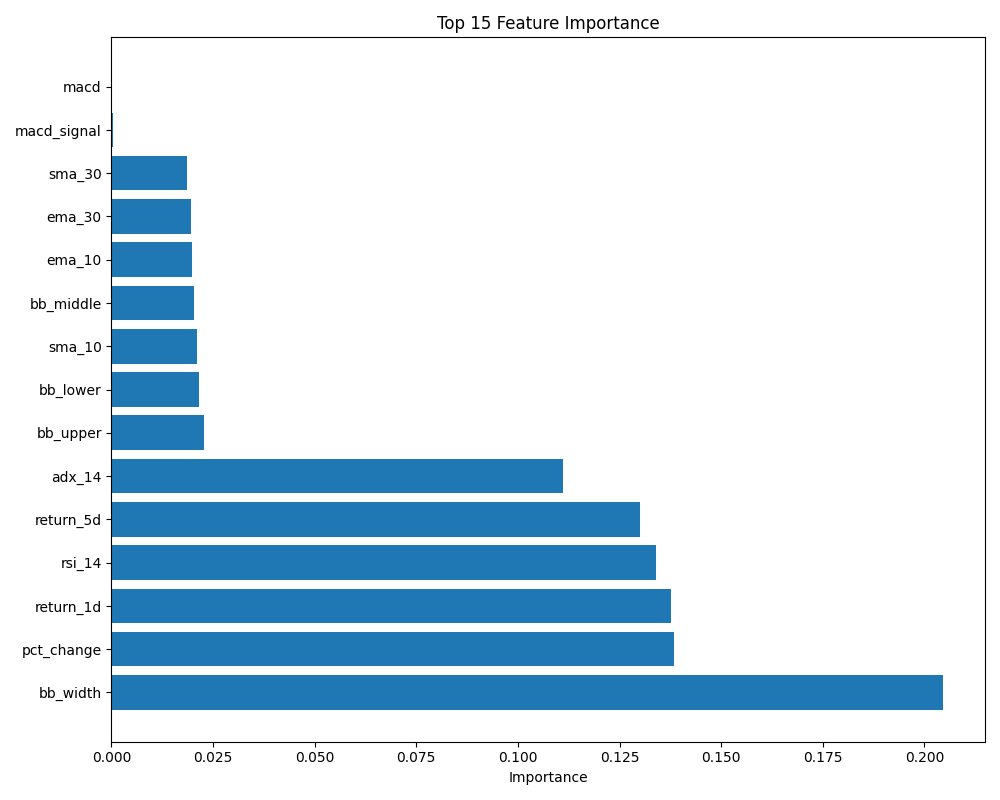 Top 15 Feature Importance
macd
macd_signal
sma_30
ema_30
ema_10
bb_middle
sma_10
bb_lower
bb_upper
adx_14
return_5d
rsi_14
return_1d
pct_change
bb_width
0.000 0.025 0.050 0.075 0.100 0.125 0.150 0.175 0.200
Importance